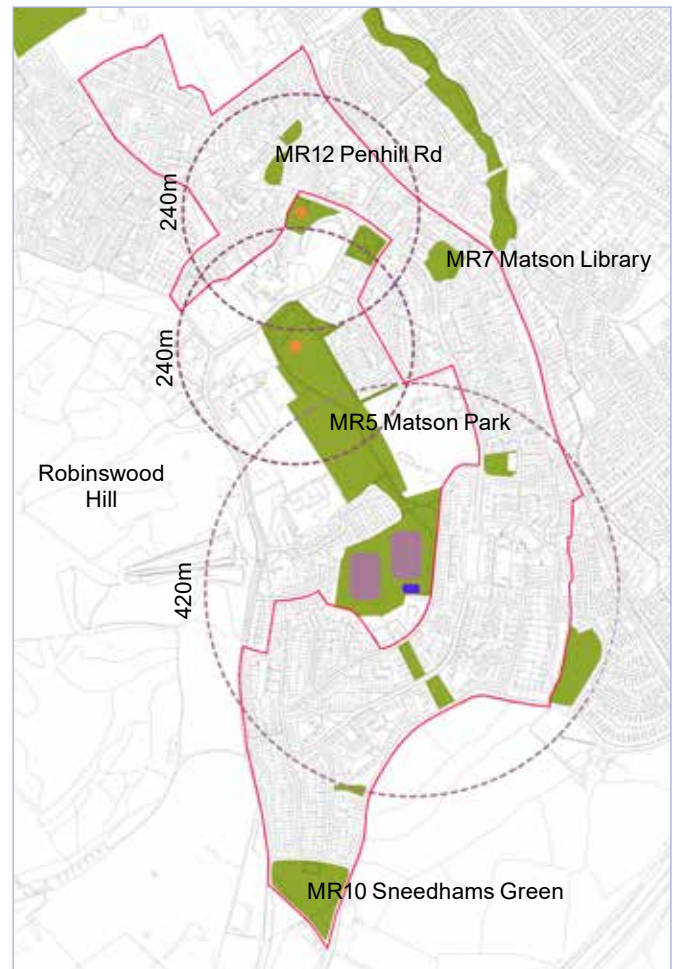 MR12 Penhill Rd
240m
MR7 Matson Library
240m
MR5 Matson Park
Robinswood
Hill
420m
MR10 Sneedhams Green